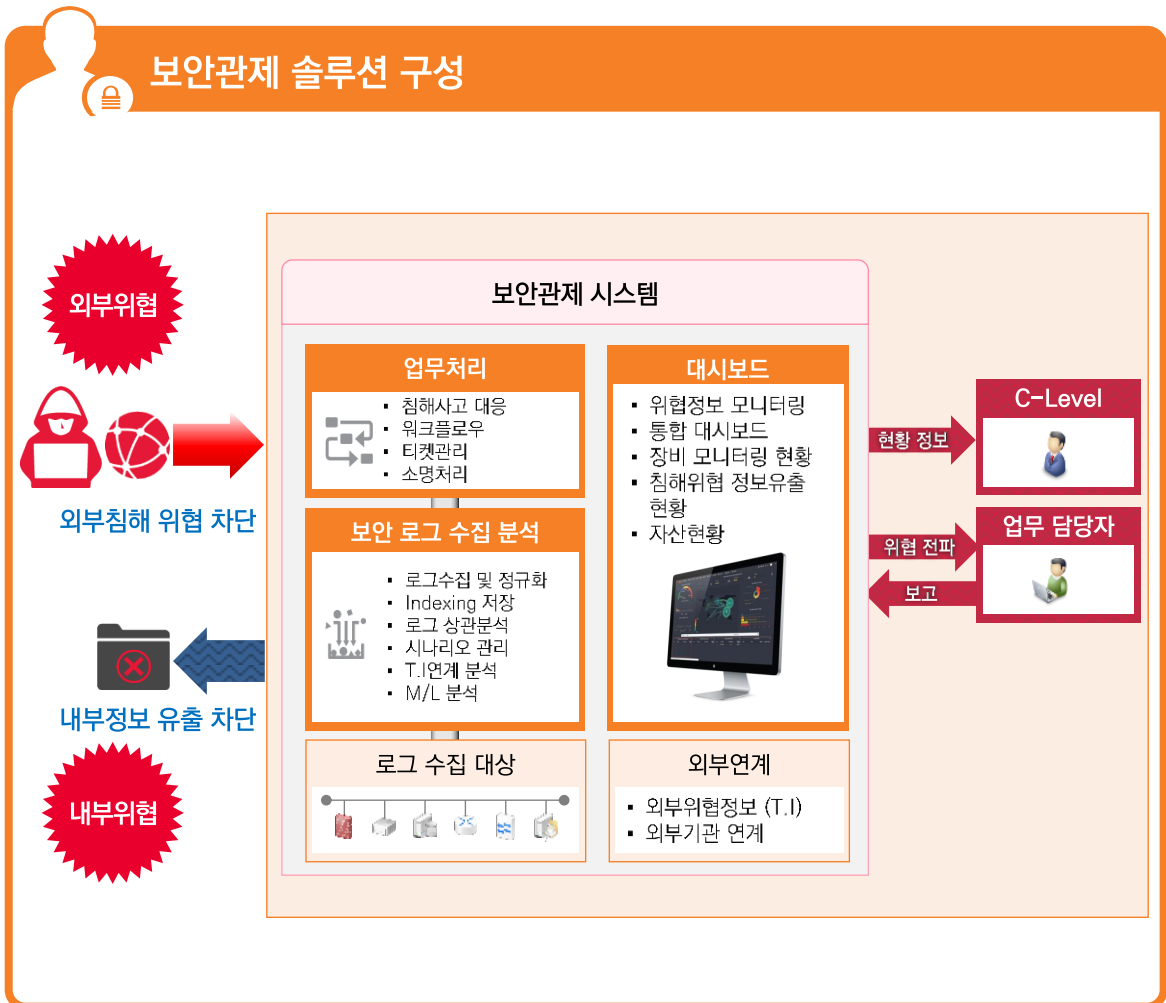 보안관제 솔루션 구성
외부위협
외부침해 위협 차단
내부정보 유출 차단
내부위협
보안관제 시스템
업무처리
▪ 침해사고 대응
▪ 워크플로우
▪ 티켓관리
▪ 소명처리
보안 로그 수집 분석
▪ 로그수집 및 정규화
▪ Indexing 저장
▪ 로그 상관분석
▪ 시나리오 관리
▪ T.I연계 분석
▪ M/L 분석
로그 수집 대상
대시보드
▪ 위협정보 모니터링
▪ 통합 대시보드
▪ 장비 모니터링 현황
▪ 침해위협 정보유출
현황
▪ 자산현황
외부연계
▪ 외부위협정보 (T.I)
▪ 외부기관 연계
현황 정보
위협 전파
보고
C-Level
업무 담당자